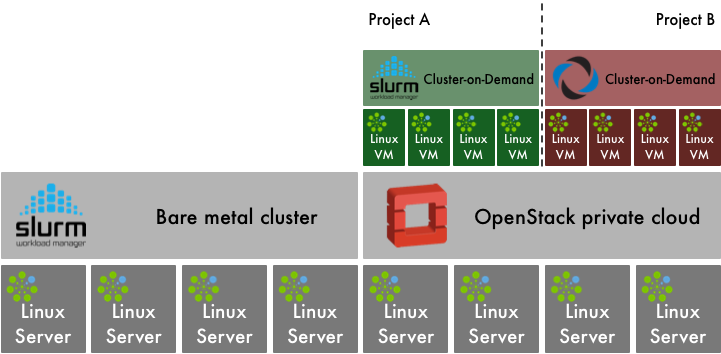 Project A
Project B
slurm
workload manager
Cluster-on-Demand
Cluster-on-Demand
Linux
VM
Linux
VM
Linux
VM
Linux
VM
Linux
VM
Linux
VM
Linux
VM
Linux
VM
slurm
workload manager
Bare metal cluster
OpenStack private cloud
Linux
Server
Linux
Server
Linux
Server
Linux
Server
Linux
Server
Linux
Server
Linux
Server
Linux
Server